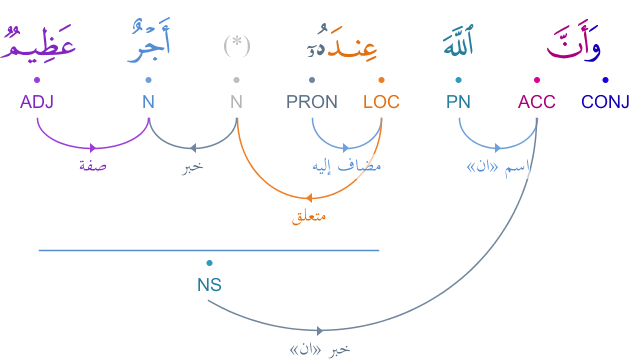 وَأَنَّ ٱللَّهَ عِندَهُۥٓ (*) أَجْرٌ عَظِيمٌ
CONJ ACC PN LOC PRON N N ADJ
اسم «ان» مضاف إليه خبر صفة
متعلق
NS
خبر «ان»